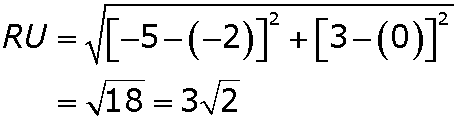 RU = √([−5−(−2)]² + [3−(0)]²)
= √18 = 3√2